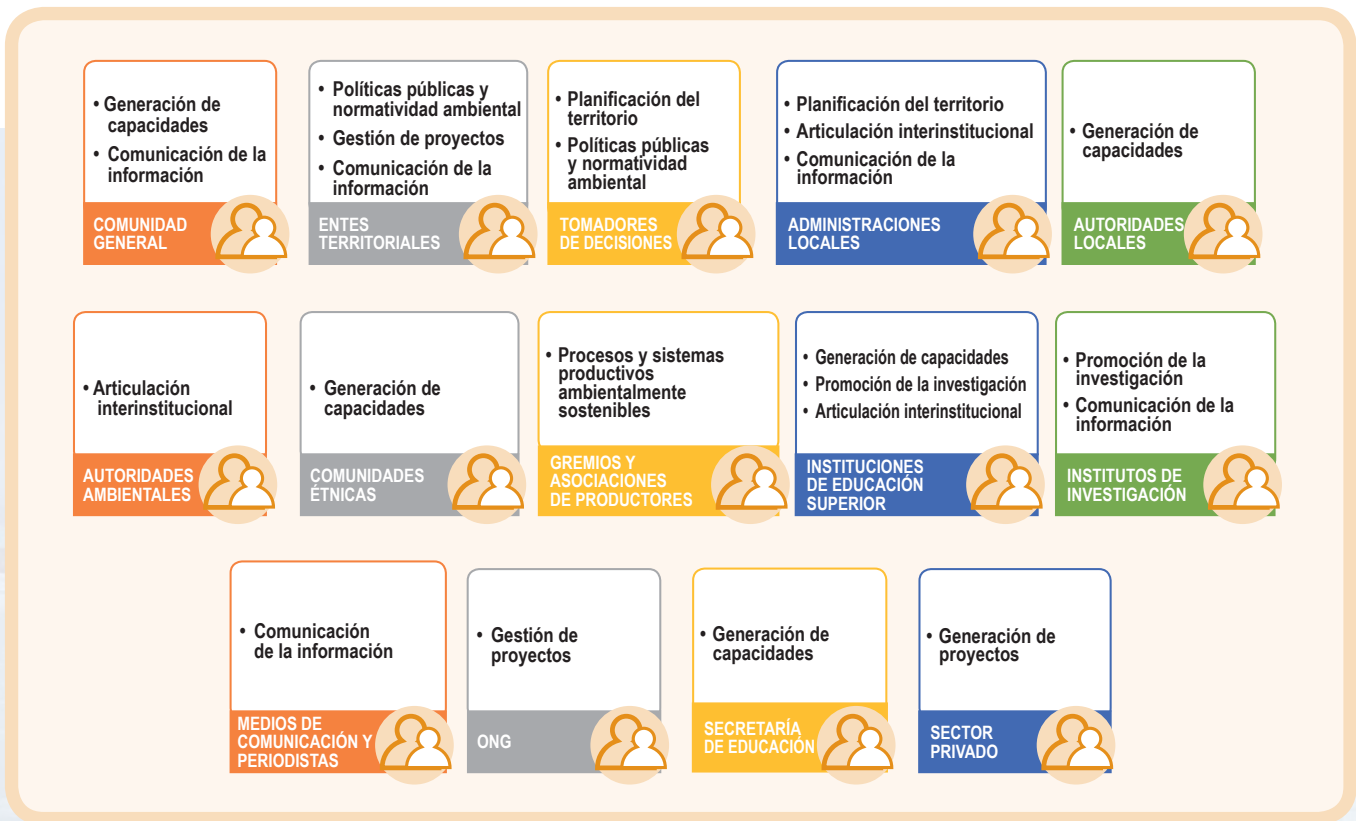 • Generación de
capacidades
• Comunicación de la
información
COMUNIDAD
GENERAL
• Políticas públicas y
normatividad ambiental
• Gestión de proyectos
• Comunicación de la
información
ENTES
TERRITORIALES
• Planificación del
territorio
• Políticas públicas
y normatividad
ambiental
TOMADORES
DE DECISIONES
• Planificación del territorio
• Articulación interinstitucional
• Comunicación de la
información
ADMINISTRACIONES
LOCALES
• Generación de
capacidades
AUTORIDADES
LOCALES
• Articulación
interinstitucional
AUTORIDADES
AMBIENTALES
• Generación de
capacidades
COMUNIDADES
ÉTNICAS
• Procesos y sistemas
productivos
ambientalmente
sostenibles
GREMIOS Y
ASOCIACIONES
DE PRODUCTORES
• Generación de capacidades
• Promoción de la investigación
• Articulación interinstitucional
INSTITUCIONES
DE EDUCACIÓN
SUPERIOR
• Promoción de la
investigación
• Comunicación de la
información
INSTITUTOS DE
INVESTIGACIÓN
• Comunicación
de la información
MEDIOS DE
COMUNICACIÓN Y
PERIODISTAS
• Gestión de
proyectos
ONG
• Generación de
capacidades
SECRETARÍA
DE EDUCACIÓN
• Generación de
proyectos
SECTOR
PRIVADO